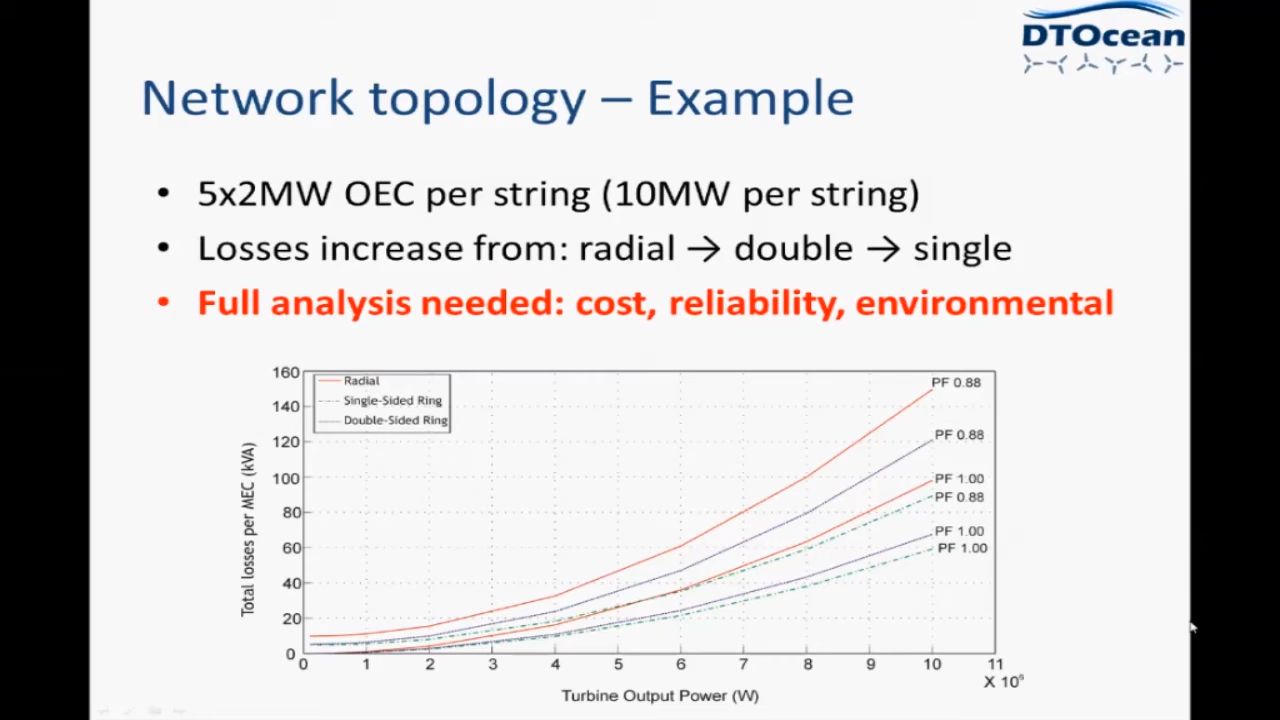 DTOcean
Network topology – Example
• 5x2MW OEC per string (10MW per string)
• Losses increase from: radial → double → single
• Full analysis needed: cost, reliability, environmental
Radial
Single-Sided Ring
Double-Sided Ring
Total losses per MEC (kVA)
160
140
120
100
80
60
40
20
0
PF 0.88
PF 0.88
PF 1.00
PF 0.88
PF 1.00
PF 1.00
0 1 2 3 4 5 6 7 8 9 10 11
X 10⁶
Turbine Output Power (W)